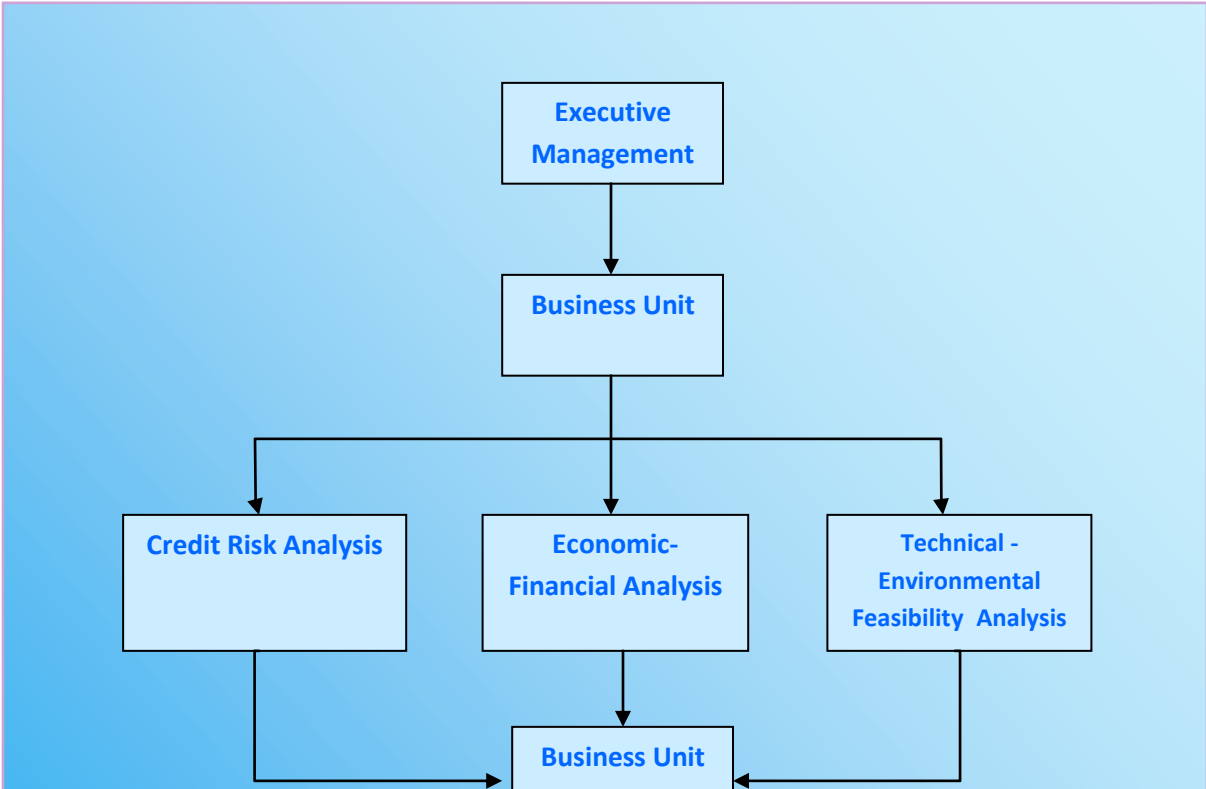 Executive
Management
Business Unit
Credit Risk Analysis
Economic-
Financial Analysis
Technical -
Environmental
Feasibility  Analysis
Business Unit